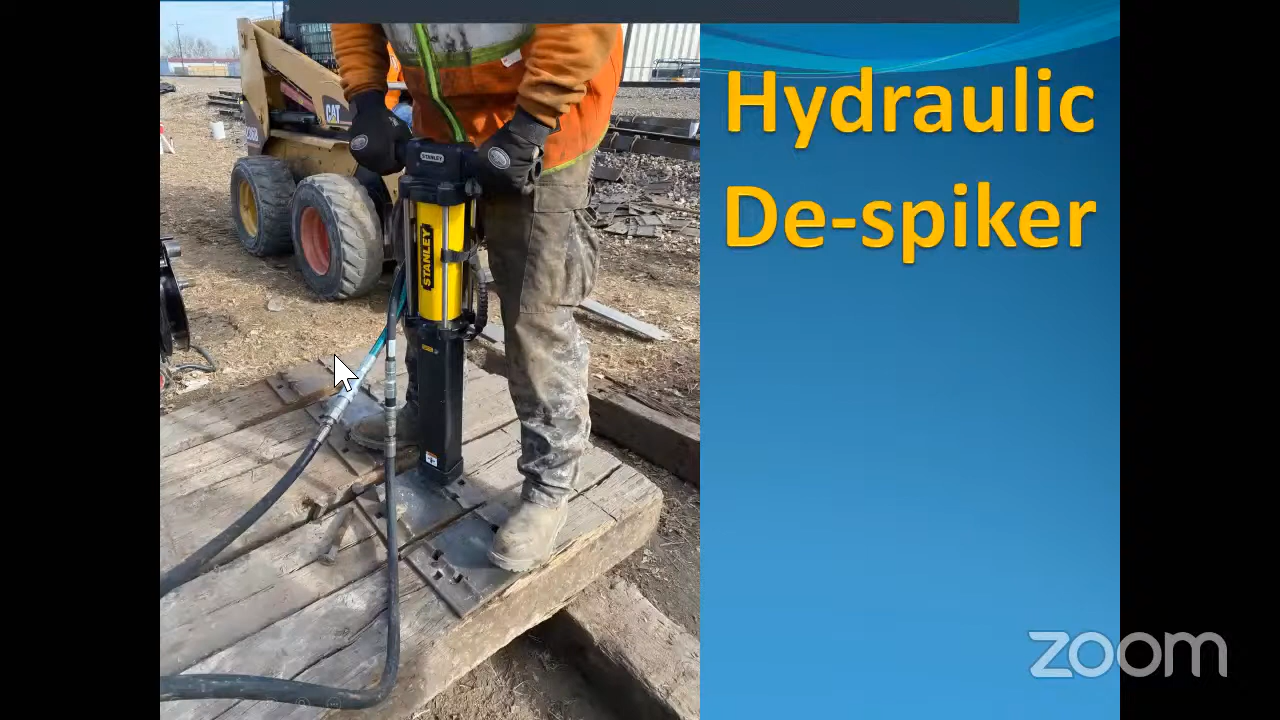 Hydraulic
De-spiker
CAT
STANLEY
STANLEY
zoom